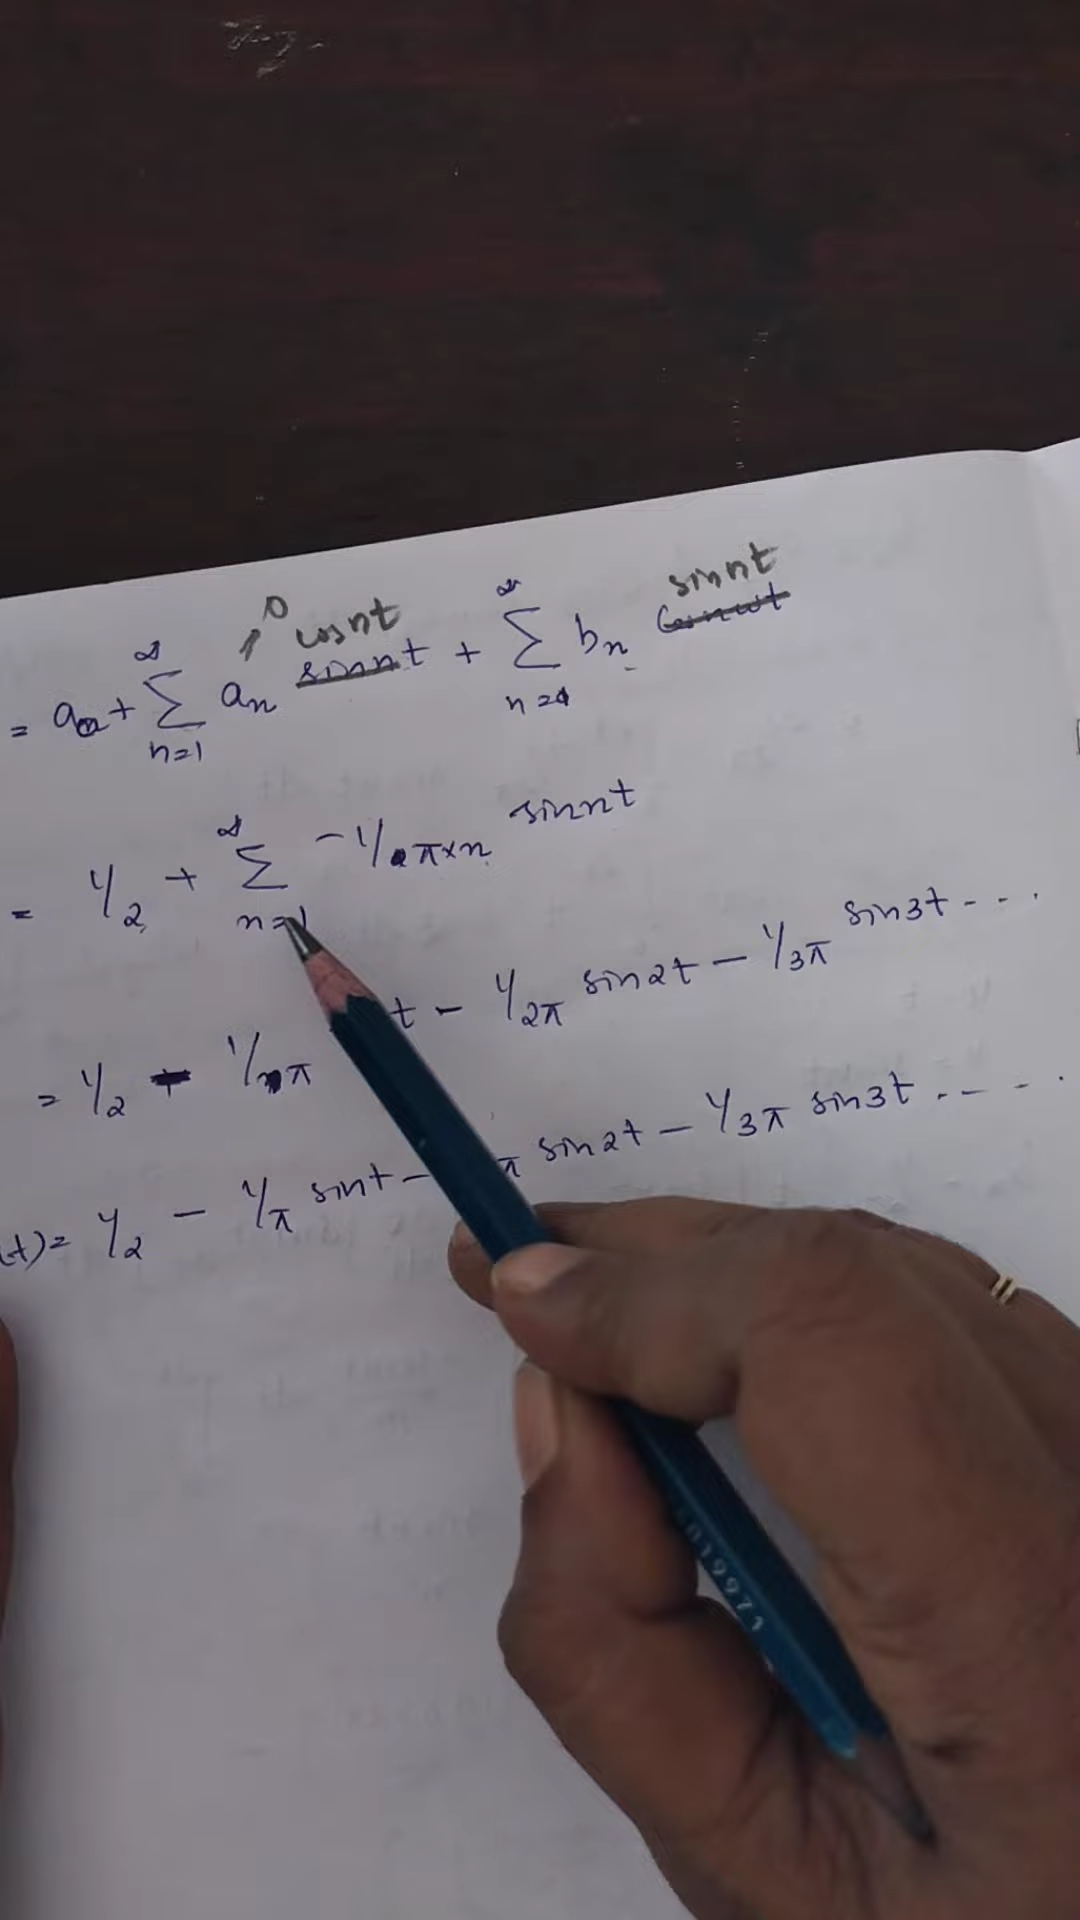 = a0 + ∞ Σ n=1 an cosnt sinnt + ∞ Σ n=1 bn sinnt
0
= 1/2 + ∞ Σ n=1 -1/π×n sinnt
= 1/2 - 1/π t - 1/2π sin2t - 1/3π sin3t ---
(t)= 1/2 - 1/π sint - π sin2t - 1/3π sin3t ----